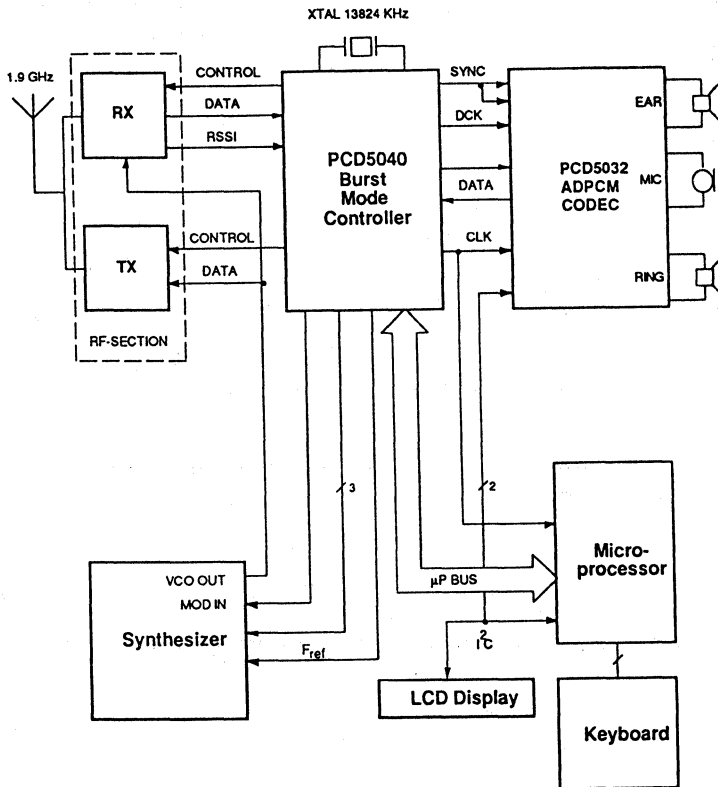 XTAL 13824 KHz
1.9 GHz
RX
CONTROL
DATA
RSSI
TX
CONTROL
DATA
RF-SECTION
PCD5040
Burst
Mode
Controller
SYNC
DCK
DATA
CLK
PCD5032
ADPCM
CODEC
EAR
MIC
RING
3
2
VCO OUT
MOD IN
Synthesizer
Fref
µP BUS
I2C
Micro-
processor
LCD Display
Keyboard